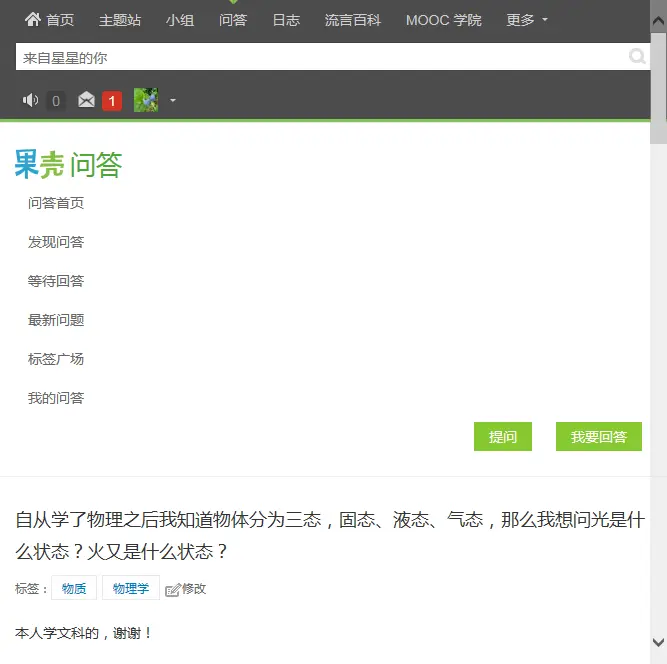 首页 主题站 小组 问答 日志 流言百科 MOOC 学院 更多
来自星星的你
0 1
果壳 问答
问答首页
发现问答
等待回答
最新问题
标签广场
我的问答
提问 我要回答
自从学了物理之后我知道物体分为三态，固态、液态、气态，那么我想问光是什
么状态？火又是什么状态？
标签： 物质 物理学 修改
本人学文科的，谢谢！